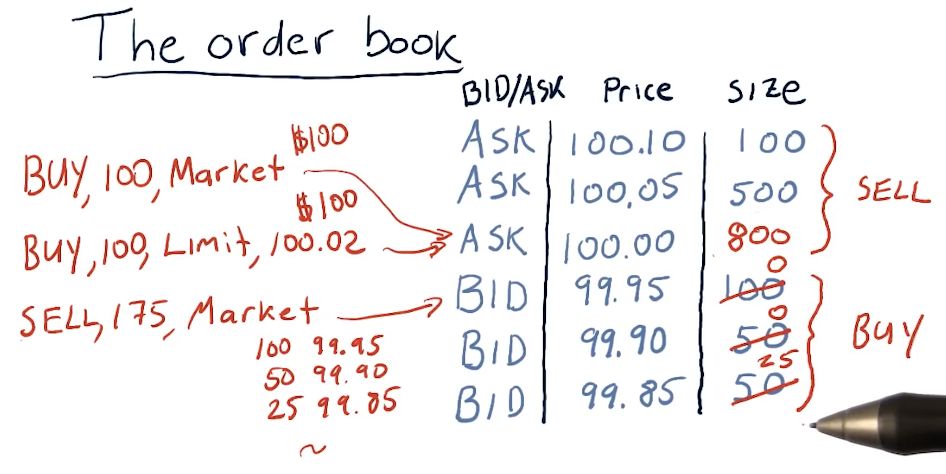 The order book
BID/ASK Price SIZE
ASK 100.10 100
ASK 100.05 500
ASK 100.00 800
BID 99.95 100 0
BID 99.90 50 0
BID 99.85 50 25
SELL
BUY
BUY, 100, Market $100
BUY, 100, LIMIT, 100.02 $100
SELL, 175, Market
100 99.95
50 99.90
25 99.85
~